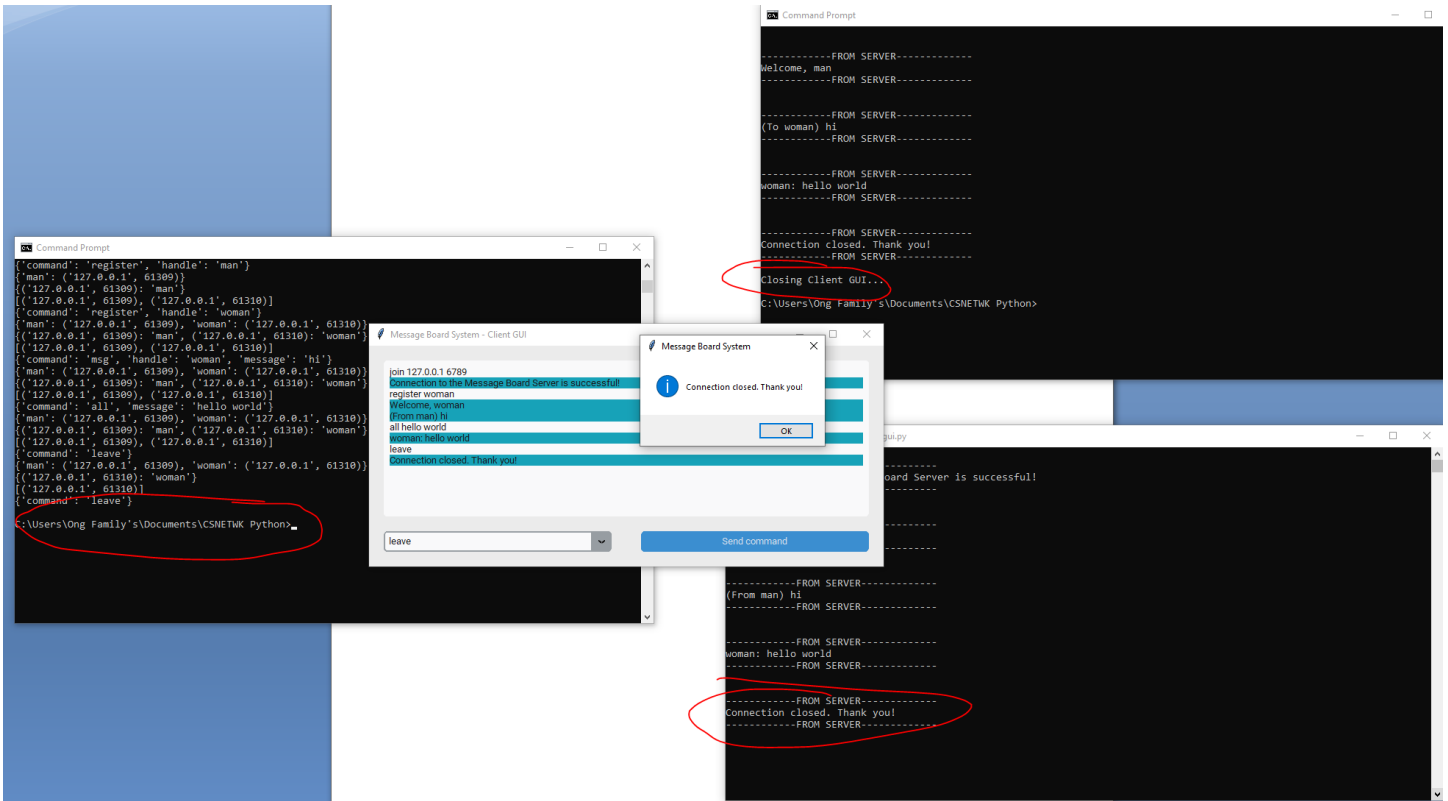 Command Prompt
------------FROM SERVER-------------
Welcome, man
------------FROM SERVER-------------
------------FROM SERVER-------------
(To woman) hi
------------FROM SERVER-------------
------------FROM SERVER-------------
woman: hello world
------------FROM SERVER-------------
------------FROM SERVER-------------
Connection closed. Thank you!
------------FROM SERVER-------------
Closing Client GUI...
C:\Users\Ong Family's\Documents\CSNETWK Python>
Command Prompt
{'command': 'register', 'handle': 'man'}
{'man': ('127.0.0.1', 61309)}
{('127.0.0.1', 61309): 'man'}
[('127.0.0.1', 61309), ('127.0.0.1', 61310)]
{'command': 'register', 'handle': 'woman'}
{'man': ('127.0.0.1', 61309), 'woman': ('127.0.0.1', 61310)}
{('127.0.0.1', 61309): 'man', ('127.0.0.1', 61310): 'woman'}
[('127.0.0.1', 61309), ('127.0.0.1', 61310)]
{'command': 'msg', 'handle': 'woman', 'message': 'hi'}
{'man': ('127.0.0.1', 61309), 'woman': ('127.0.0.1', 61310)}
{('127.0.0.1', 61309): 'man', ('127.0.0.1', 61310): 'woman'}
[('127.0.0.1', 61309), ('127.0.0.1', 61310)]
{'command': 'all', 'message': 'hello world'}
{'man': ('127.0.0.1', 61309), 'woman': ('127.0.0.1', 61310)}
{('127.0.0.1', 61309): 'man', ('127.0.0.1', 61310): 'woman'}
[('127.0.0.1', 61309), ('127.0.0.1', 61310)]
{'command': 'leave'}
{'man': ('127.0.0.1', 61309), 'woman': ('127.0.0.1', 61310)}
{('127.0.0.1', 61310): 'woman'}
[('127.0.0.1', 61310)]
{'command': 'leave'}
C:\Users\Ong Family's\Documents\CSNETWK Python>
Message Board System - Client GUI
join 127.0.0.1 6789
Connection to the Message Board Server is successful!
register woman
Welcome, woman
(From man) hi
all hello world
woman: hello world
leave
Connection closed. Thank you!
leave
Send command
Message Board System
Connection closed. Thank you!
OK
gui.py
---------
oard Server is successful!
---------
---------
---------
------------FROM SERVER-------------
(From man) hi
------------FROM SERVER-------------
------------FROM SERVER-------------
woman: hello world
------------FROM SERVER-------------
------------FROM SERVER-------------
Connection closed. Thank you!
------------FROM SERVER-------------